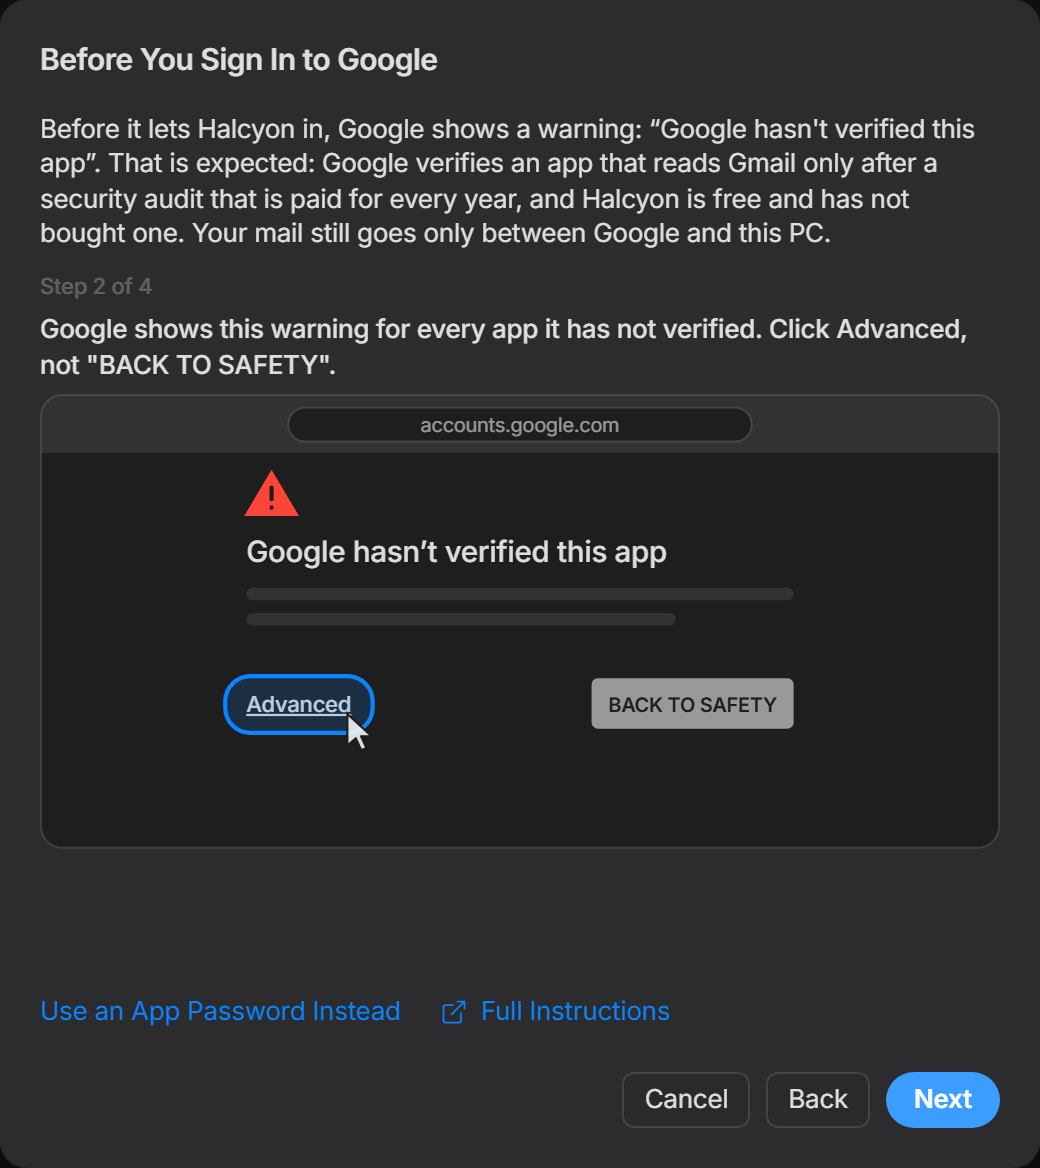 Before You Sign In to Google
Before it lets Halcyon in, Google shows a warning: “Google hasn't verified this
app”. That is expected: Google verifies an app that reads Gmail only after a
security audit that is paid for every year, and Halcyon is free and has not
bought one. Your mail still goes only between Google and this PC.
Step 2 of 4
Google shows this warning for every app it has not verified. Click Advanced,
not "BACK TO SAFETY".
accounts.google.com
Google hasn’t verified this app
Advanced
BACK TO SAFETY
Use an App Password Instead
Full Instructions
Cancel
Back
Next